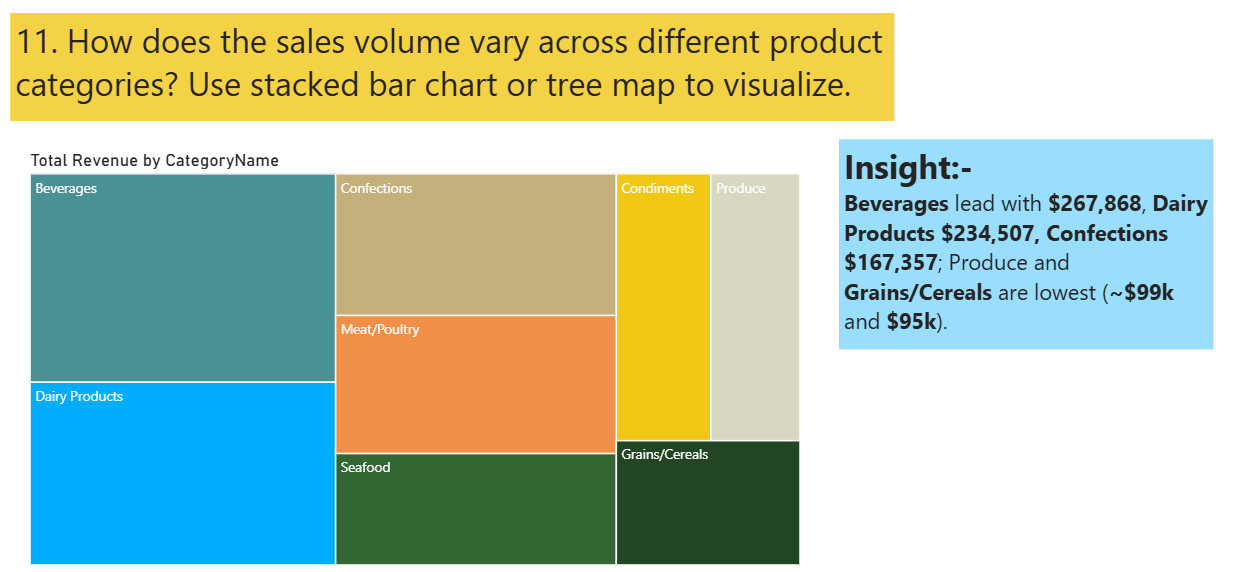 11. How does the sales volume vary across different product
categories? Use stacked bar chart or tree map to visualize.
Total Revenue by CategoryName
Beverages
Confections
Condiments
Produce
Meat/Poultry
Dairy Products
Seafood
Grains/Cereals
Insight:-
Beverages lead with $267,868, Dairy
Products $234,507, Confections
$167,357; Produce and
Grains/Cereals are lowest (~$99k
and $95k).